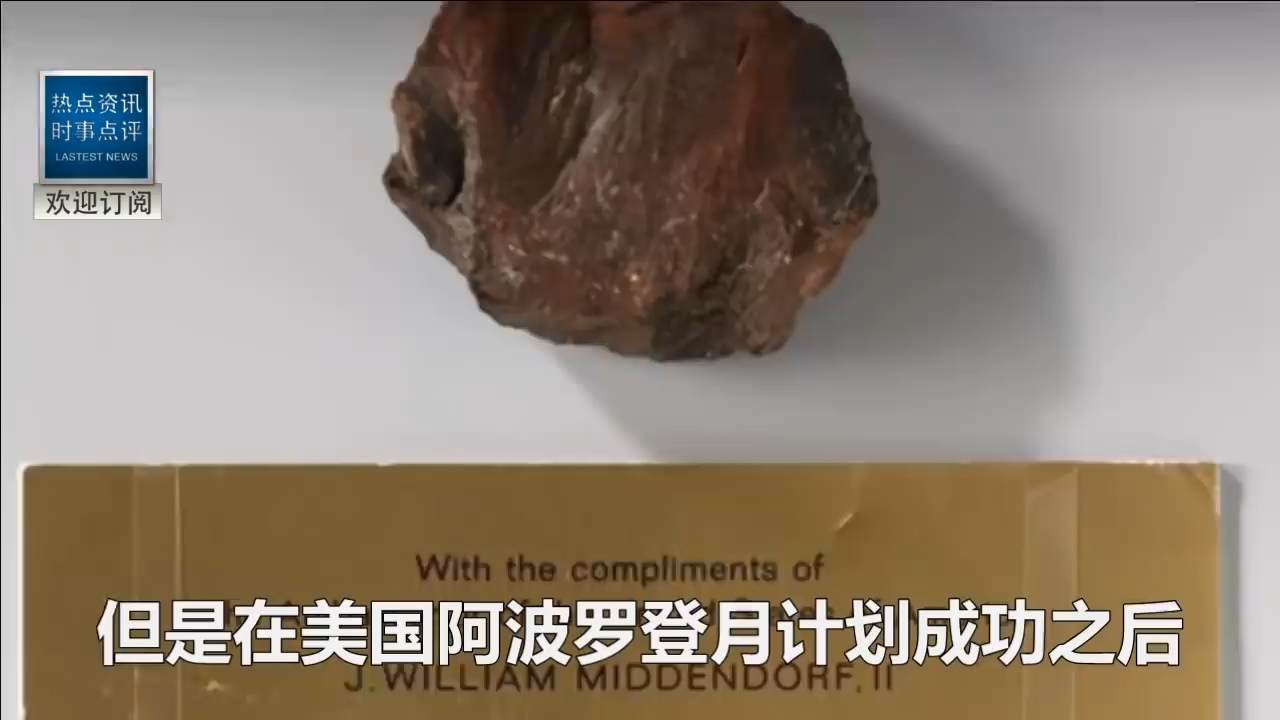 热点资讯
时事点评
LASTEST NEWS
欢迎订阅
With the compliments of
但是在美国阿波罗登月计划成功之后
J. WILLIAM MIDDENDORF, II